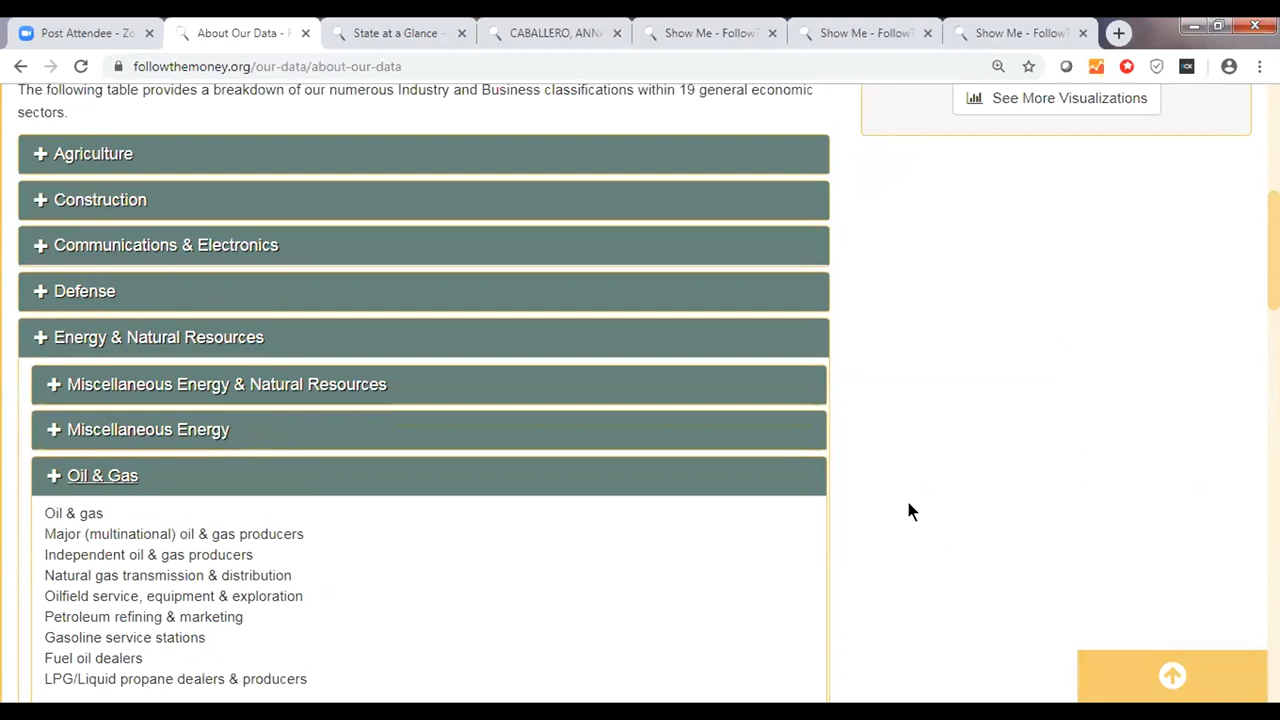 Post Attendee - Zo
About Our Data - F
State at a Glance -
CABALLERO, ANNA
Show Me - FollowT
Show Me - FollowT
Show Me - FollowT
followthemoney.org/our-data/about-our-data
The following table provides a breakdown of our numerous Industry and Business classifications within 19 general economic
sectors.
See More Visualizations
Agriculture
Construction
Communications & Electronics
Defense
Energy & Natural Resources
Miscellaneous Energy & Natural Resources
Miscellaneous Energy
Oil & Gas
Oil & gas
Major (multinational) oil & gas producers
Independent oil & gas producers
Natural gas transmission & distribution
Oilfield service, equipment & exploration
Petroleum refining & marketing
Gasoline service stations
Fuel oil dealers
LPG/Liquid propane dealers & producers